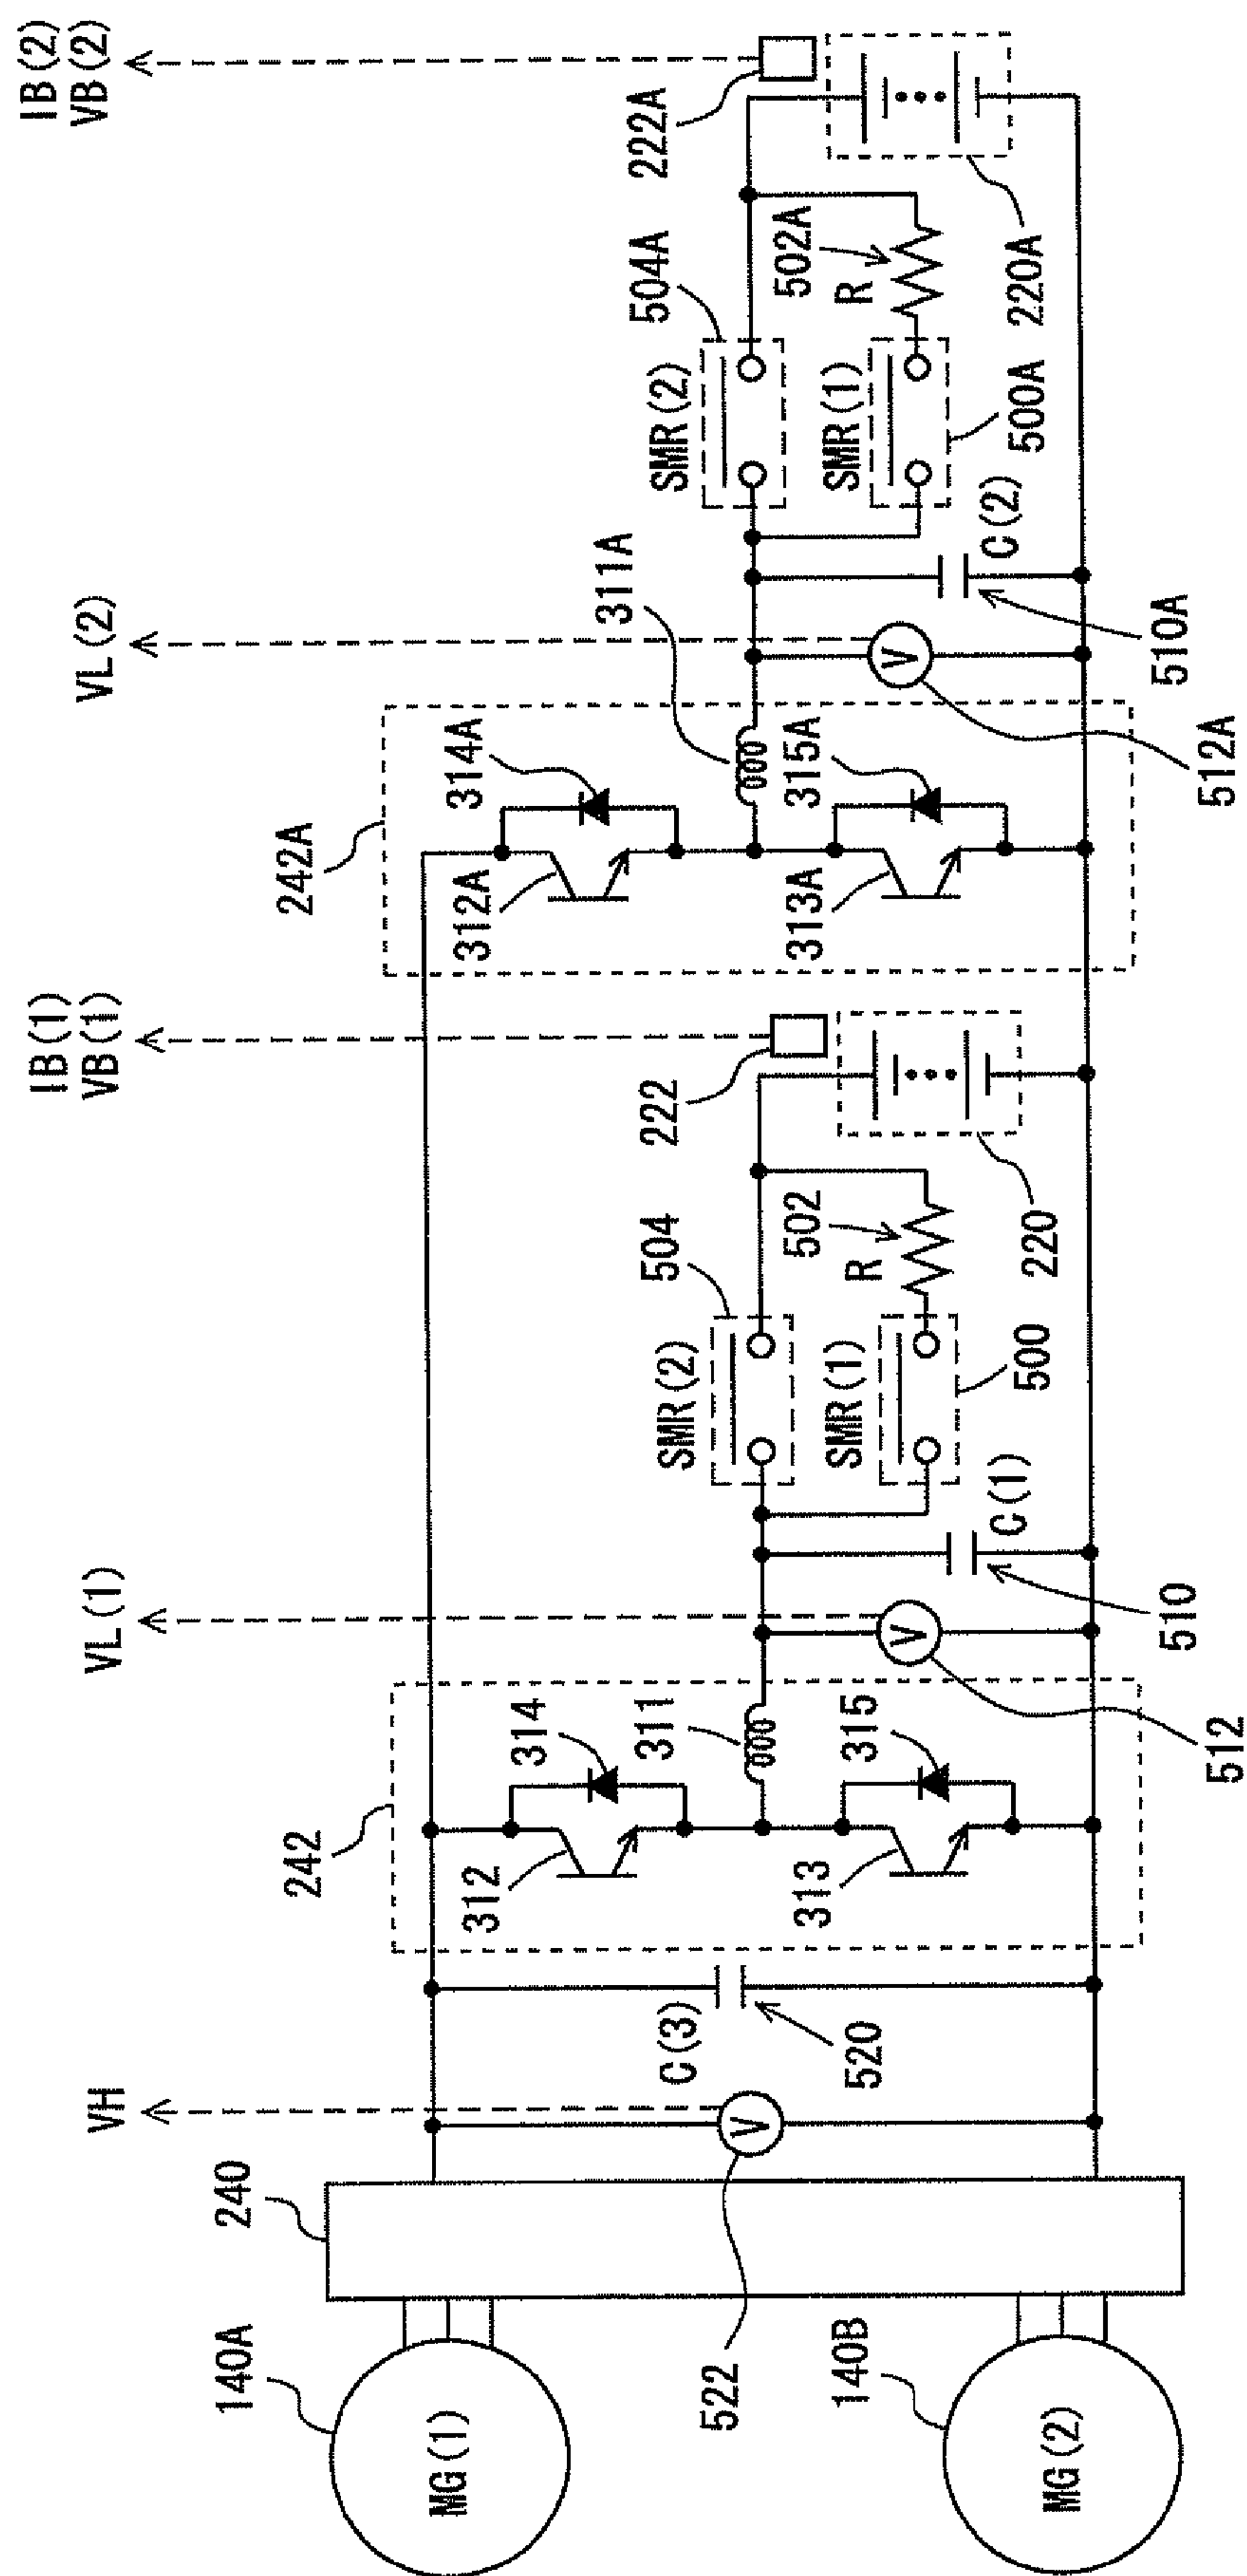 IB(2)
VB(2)
VL(2)
IB(1)
VB(1)
VL(1)
VH
222A
504A
502A
R
220A
SMR(2)
SMR(1)
500A
C(2)
510A
311A
512A
242A
314A
315A
312A
313A
222
504
502
R
220
SMR(2)
SMR(1)
500
C(1)
510
V
V
V
512
242
314
311
315
312
313
C(3)
520
240
522
140A
140B
MG(1)
MG(2)